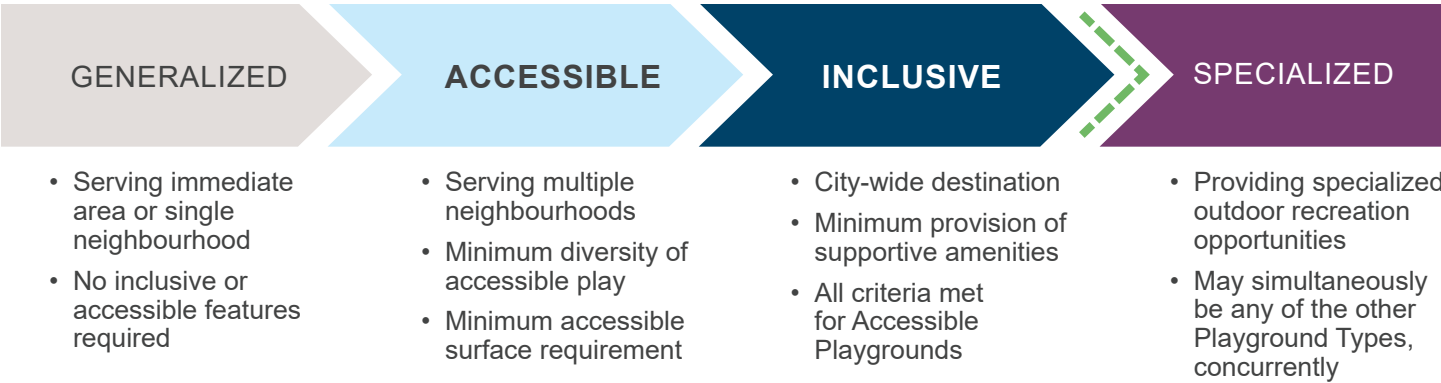 GENERALIZED
• Serving immediate
area or single
neighbourhood
• No inclusive or
accessible features
required
ACCESSIBLE
• Serving multiple
neighbourhoods
• Minimum diversity of
accessible play
• Minimum accessible
surface requirement
INCLUSIVE
• City-wide destination
• Minimum provision of
supportive amenities
• All criteria met
for Accessible
Playgrounds
SPECIALIZED
• Providing specialized
outdoor recreation
opportunities
• May simultaneously
be any of the other
Playground Types,
concurrently